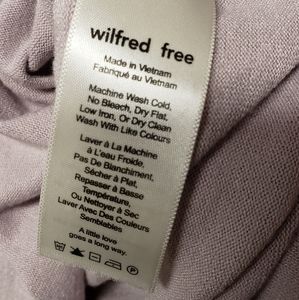 wilfred free
Made in Vietnam
Fabriqué au Vietnam
Machine Wash Cold,
No Bleach, Dry Flat,
Low Iron, Or Dry Clean
Wash With Like Colours
Laver À La Machine
à L'eau Froide,
Pas De Blanchiment,
Sécher à Plat,
Repasser à Basse
Température,
Ou Nettoyer à Sec
Laver Avec Des Couleurs
Semblables
A little love
goes a long way.